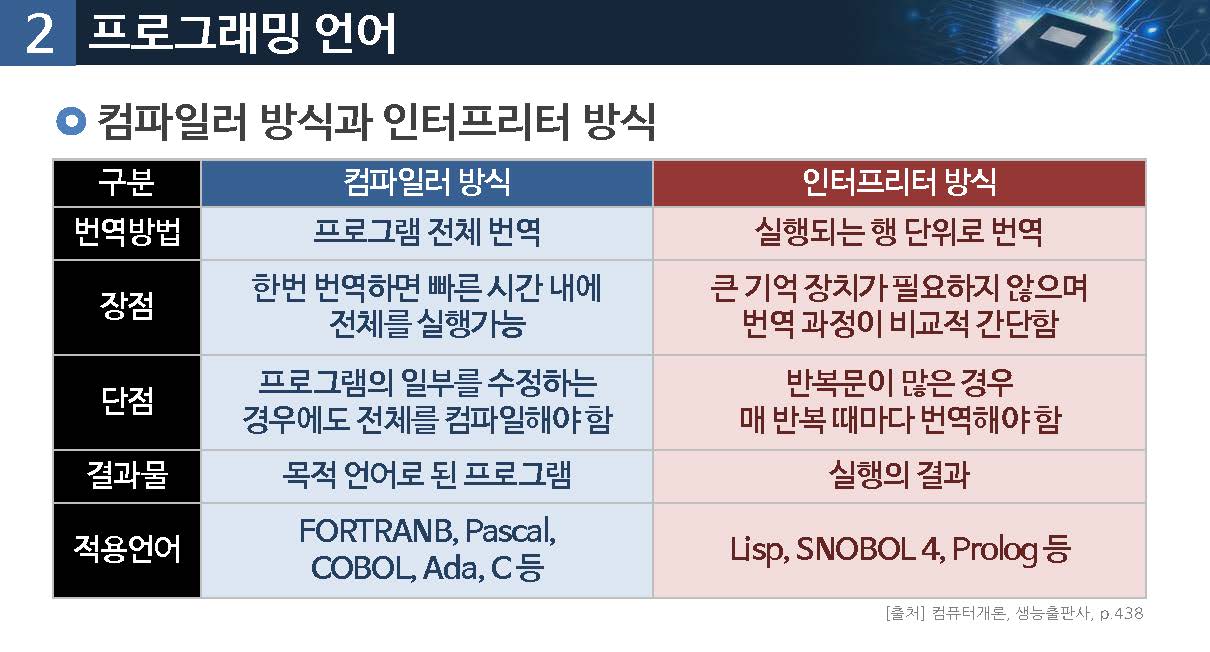 2 프로그래밍 언어
컴파일러 방식과 인터프리터 방식
구분 컴파일러 방식 인터프리터 방식
번역방법 프로그램 전체 번역 실행되는 행 단위로 번역
장점 한번 번역하면 빠른 시간 내에 전체를 실행가능 큰 기억 장치가 필요하지 않으며 번역 과정이 비교적 간단함
단점 프로그램의 일부를 수정하는 경우에도 전체를 컴파일해야 함 반복문이 많은 경우 매 반복 때마다 번역해야 함
결과물 목적 언어로 된 프로그램 실행의 결과
적용언어 FORTRANB, Pascal, COBOL, Ada, C 등 Lisp, SNOBOL 4, Prolog 등
[출처] 컴퓨터개론, 생능출판사, p.438